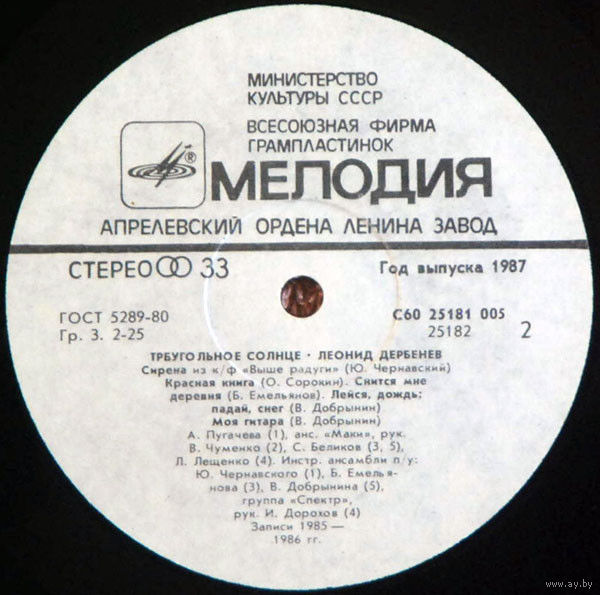 МИНИСТЕРСТВО
КУЛЬТУРЫ СССР
ВСЕСОЮЗНАЯ ФИРМА
ГРАМПЛАСТИНОК
®
МЕЛОДИЯ
АПРЕЛЕВСКИЙ ОРДЕНА ЛЕНИНА ЗАВОД
СТЕРЕО 33
Год выпуска 1987
ГОСТ 5289-80
С60 25181 005
Гр. 3. 2-25
25182
2
ТРБУГОЛЬНОЕ СОЛНЦЕ · ЛЕОНИД ДЕРБЕНЕВ
Сирена из к/ф «Выше радуги» (Ю. Чернавский)
Красная книга (О. Сорокин). Снится мне
деревня (Б. Емельянов). Лейся, дождь;
падай, снег (В. Добрынин)
Моя гитара (В. Добрынин)
А. Пугачева (1), анс. «Маки», рук.
В. Чуменко (2), С. Беликов (3, 5),
Л. Лещенко (4). Инстр. ансамбли п/у:
Ю. Чернавского (1), Б. Емелья-
нова (3), В. Добрынина (5),
группа «Спектр»,
рук. И. Дорохов (4)
Записи 1985—
1986 гг.
www.ay.by